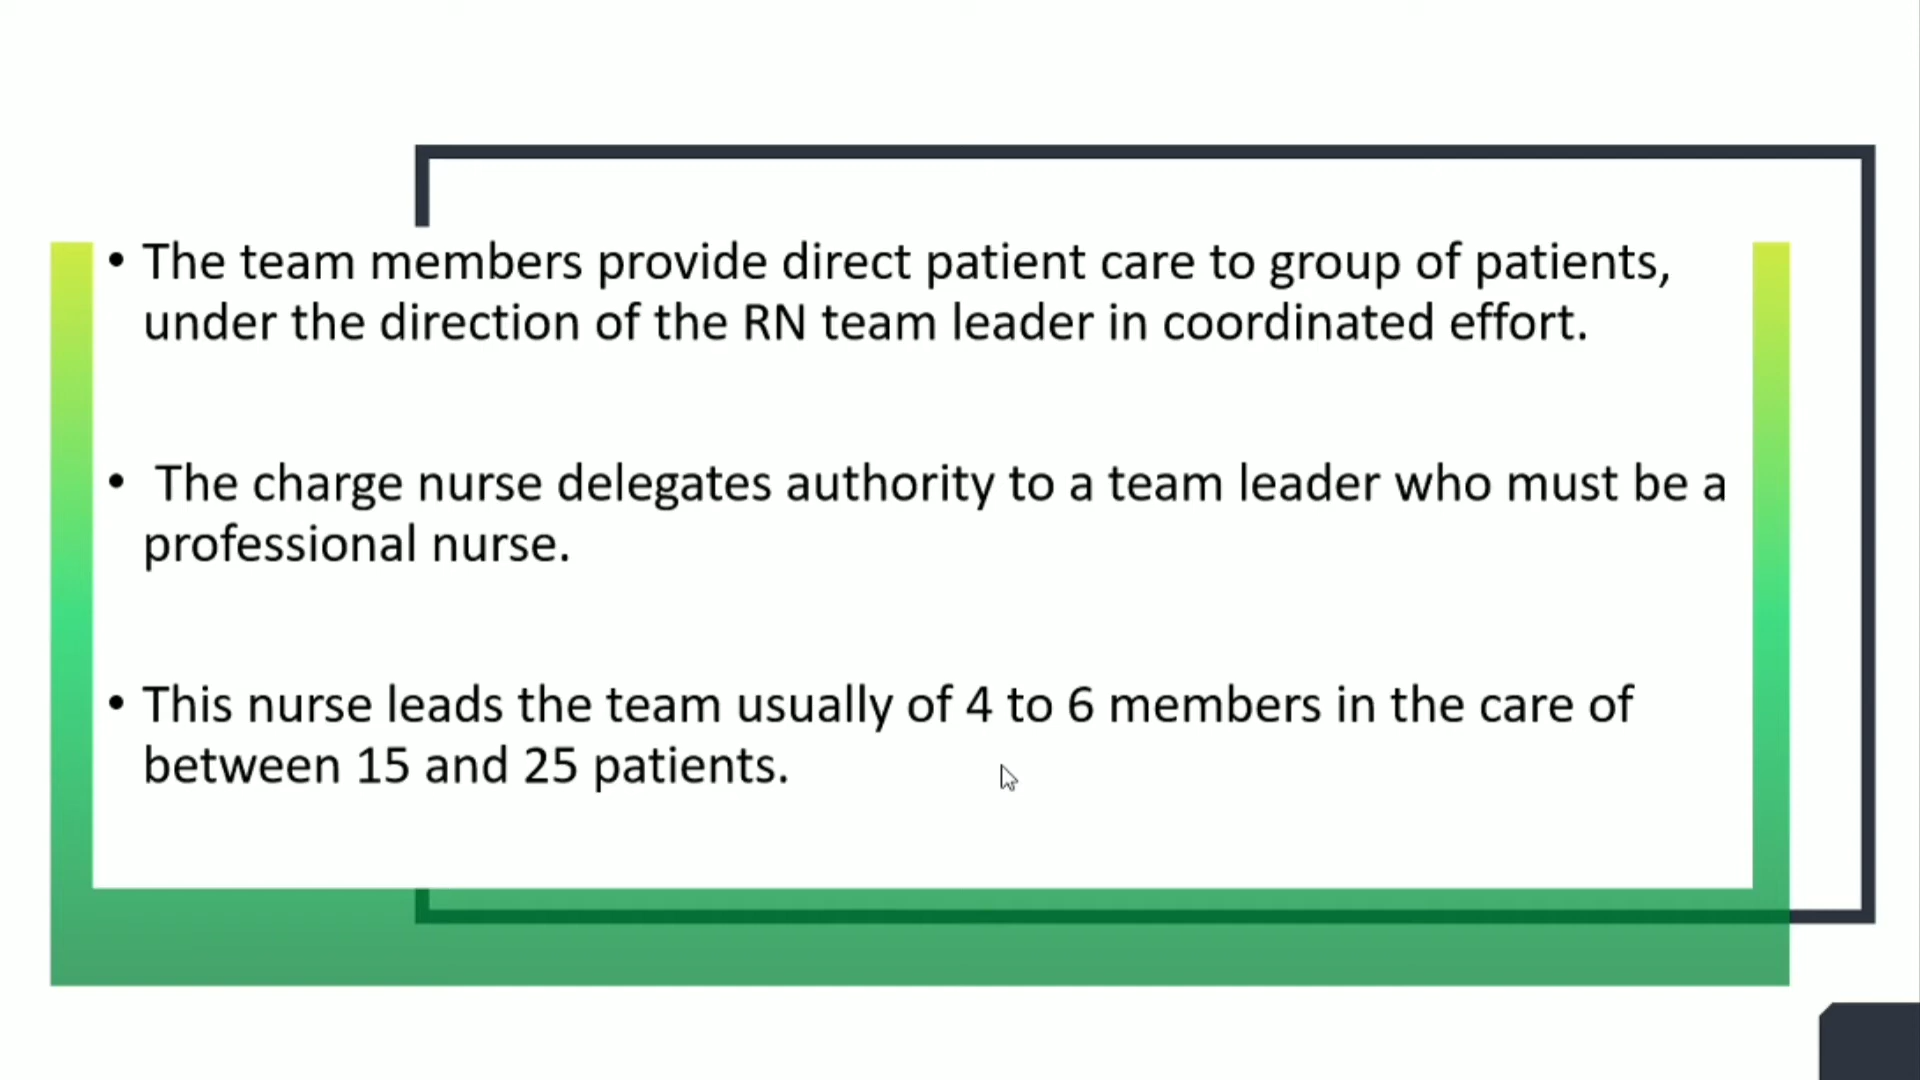 • The team members provide direct patient care to group of patients,
under the direction of the RN team leader in coordinated effort.
• The charge nurse delegates authority to a team leader who must be a
professional nurse.
• This nurse leads the team usually of 4 to 6 members in the care of
between 15 and 25 patients.